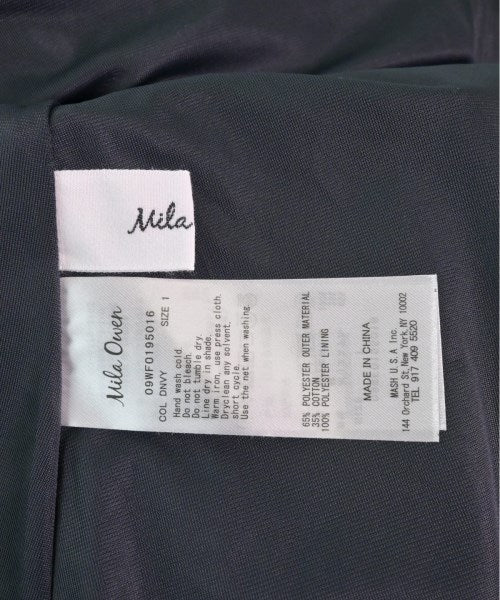 Mila
Mila Owen
09WFO195016
COL DNVY SIZE 1
Hand wash cold
Do not bleach
Do not tumble dry.
Line dry in shade.
Warm iron, use press cloth.
Dryclean any solvent.
short cycle.
Use the net when washing
65% POLYESTER OUTER MATERIAL
35% COTTON
100% POLYESTER LINING
MADE IN CHINA
MASH U.S.A Inc.
144 Orchard St, New York, NY 10002
TEL 917 409 5520